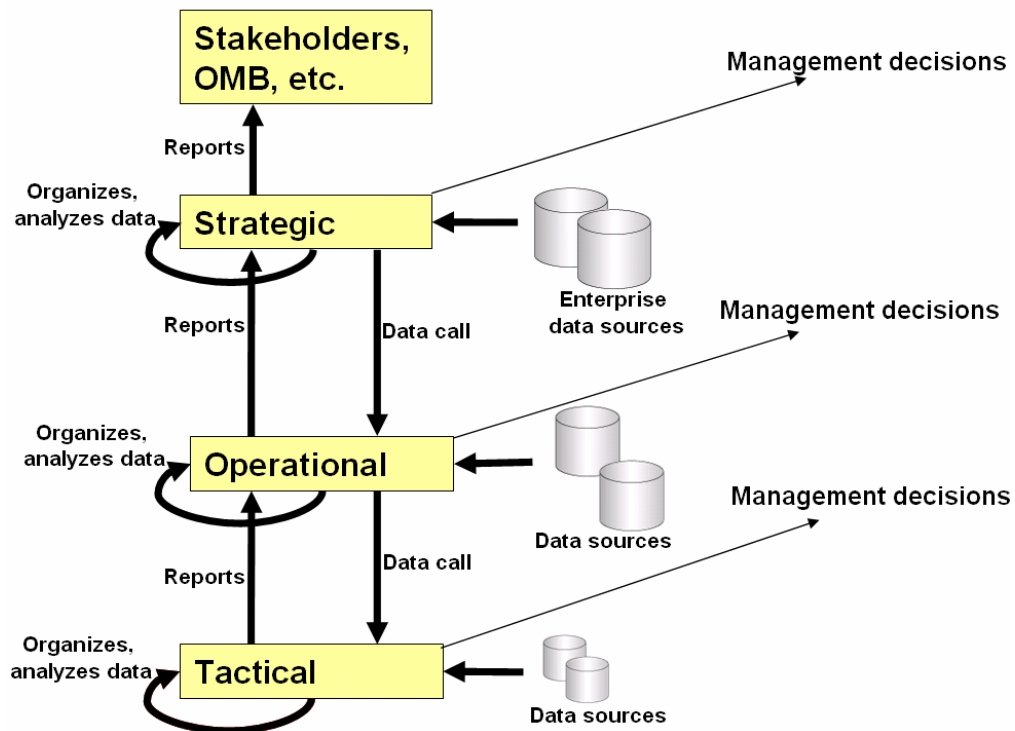 Stakeholders,
OMB, etc.
Management decisions
Reports
Organizes,
analyzes data
Strategic
Enterprise
data sources
Management decisions
Reports
Data call
Organizes,
analyzes data
Operational
Management decisions
Data sources
Reports
Data call
Organizes,
analyzes data
Tactical
Data sources